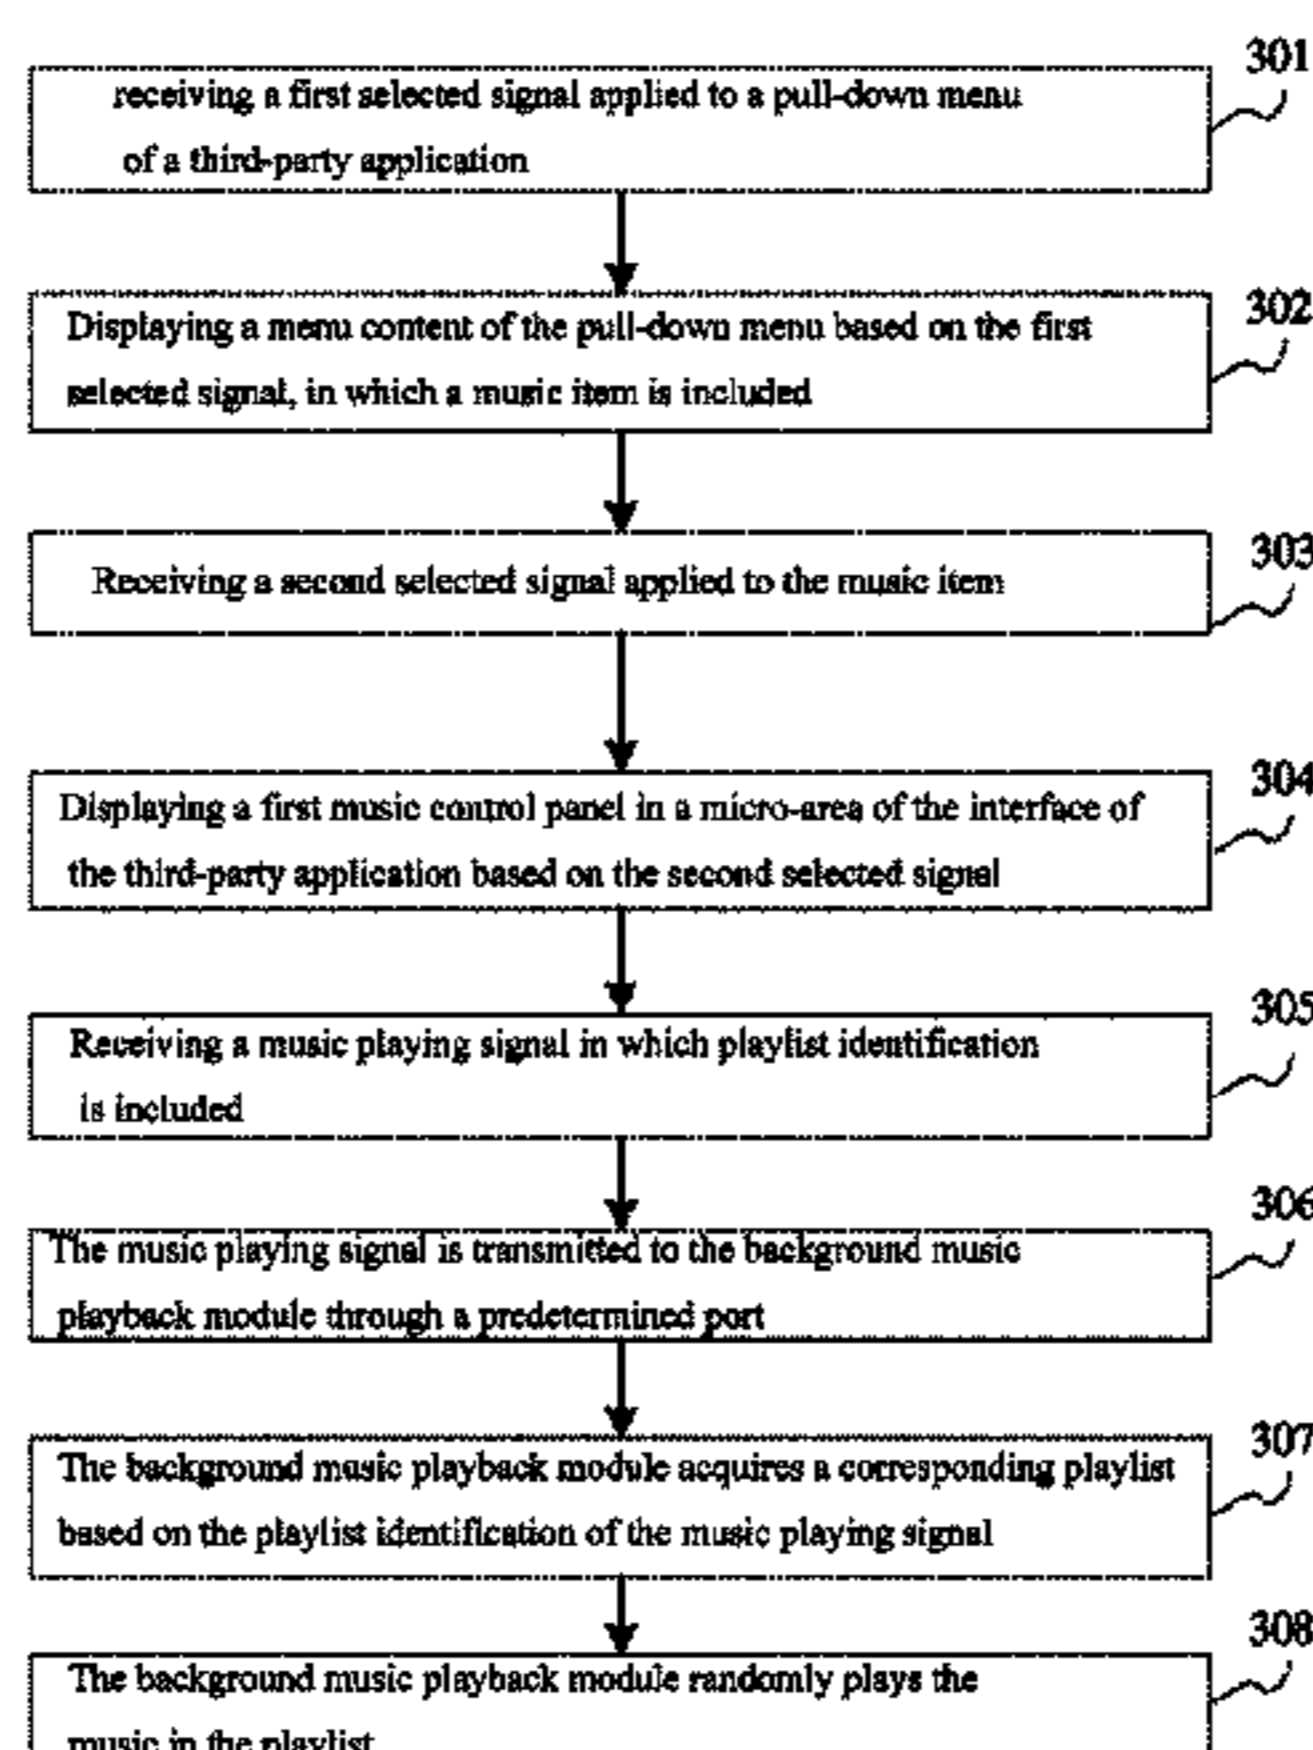 301
receiving a first selected signal applied to a pull-down menu
of a third-party application
302
Displaying a menu content of the pull-down menu based on the first
selected signal, in which a music item is included
303
Receiving a second selected signal applied to the music item
304
Displaying a first music control panel in a micro-area of the interface of
the third-party application based on the second selected signal
305
Receiving a music playing signal in which playlist identification
is included
306
The music playing signal is transmitted to the background music
playback module through a predetermined port
307
The background music playback module acquires a corresponding playlist
based on the playlist identification of the music playing signal
308
The background music playback module randomly plays the
music in the playlist